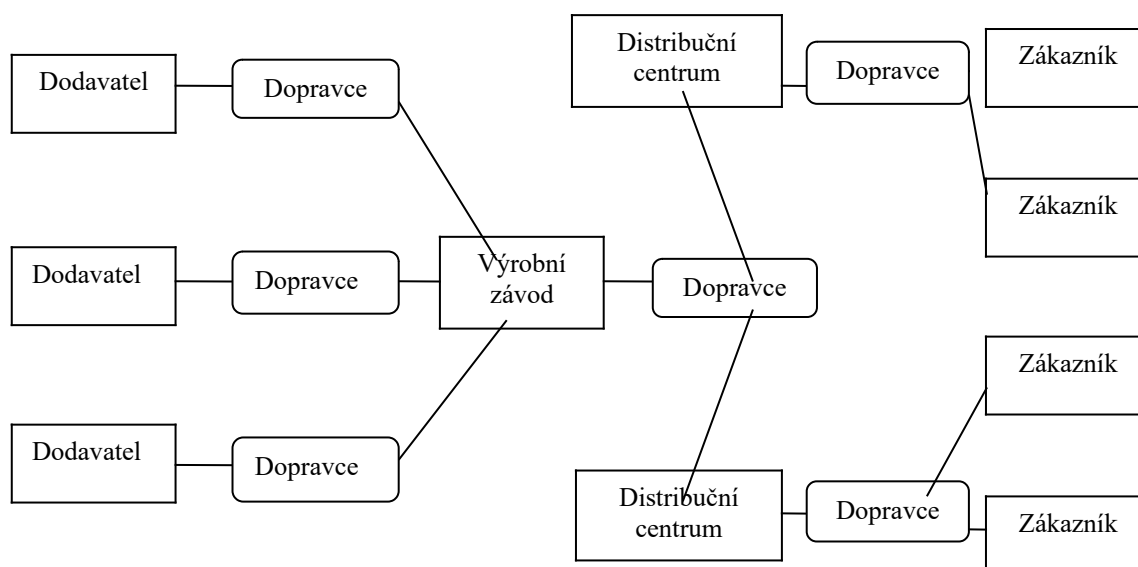 Dodavatel
Dopravce
Distribuční
centrum
Dopravce
Zákazník
Zákazník
Dodavatel
Dopravce
Výrobní
závod
Dopravce
Zákazník
Dodavatel
Dopravce
Distribuční
centrum
Dopravce
Zákazník